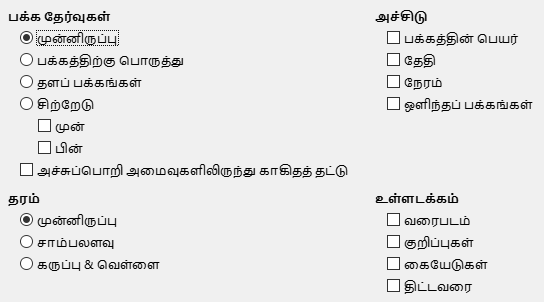 பக்க தேர்வுகள்
முன்னிருப்பு
பக்கத்திற்கு பொருத்து
தளப் பக்கங்கள்
சிற்றேடு
முன்
பின்
அச்சுப்பொறி அமைவுகளிலிருந்து காகிதத் தட்டு
அச்சிடு
பக்கத்தின் பெயர்
தேதி
நேரம்
ஒளிந்தப் பக்கங்கள்
தரம்
முன்னிருப்பு
சாம்பலளவு
கருப்பு & வெள்ளை
உள்ளடக்கம்
வரைபடம்
குறிப்புகள்
கையேடுகள்
திட்டவரை